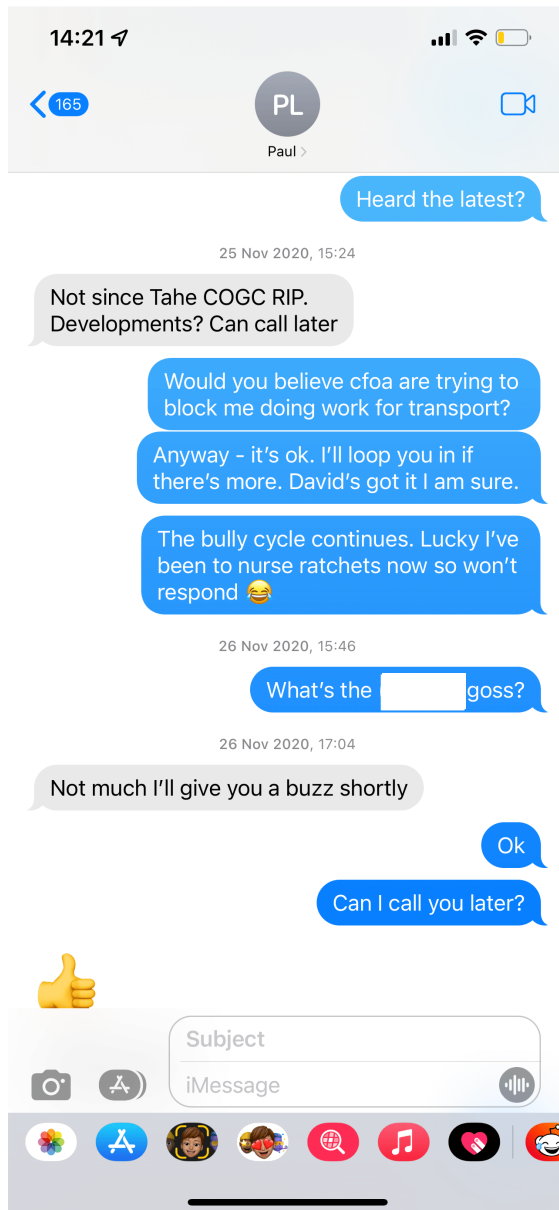 14:21
165
PL
Paul
Heard the latest?
25 Nov 2020, 15:24
Not since Tahe COGC RIP.
Developments? Can call later
Would you believe cfoa are trying to
block me doing work for transport?
Anyway - it's ok. I'll loop you in if
there's more. David's got it I am sure.
The bully cycle continues. Lucky I've
been to nurse ratchets now so won't
respond 😂
26 Nov 2020, 15:46
What's the goss?
26 Nov 2020, 17:04
Not much I'll give you a buzz shortly
Ok
Can I call you later?
👍
Subject
iMessage